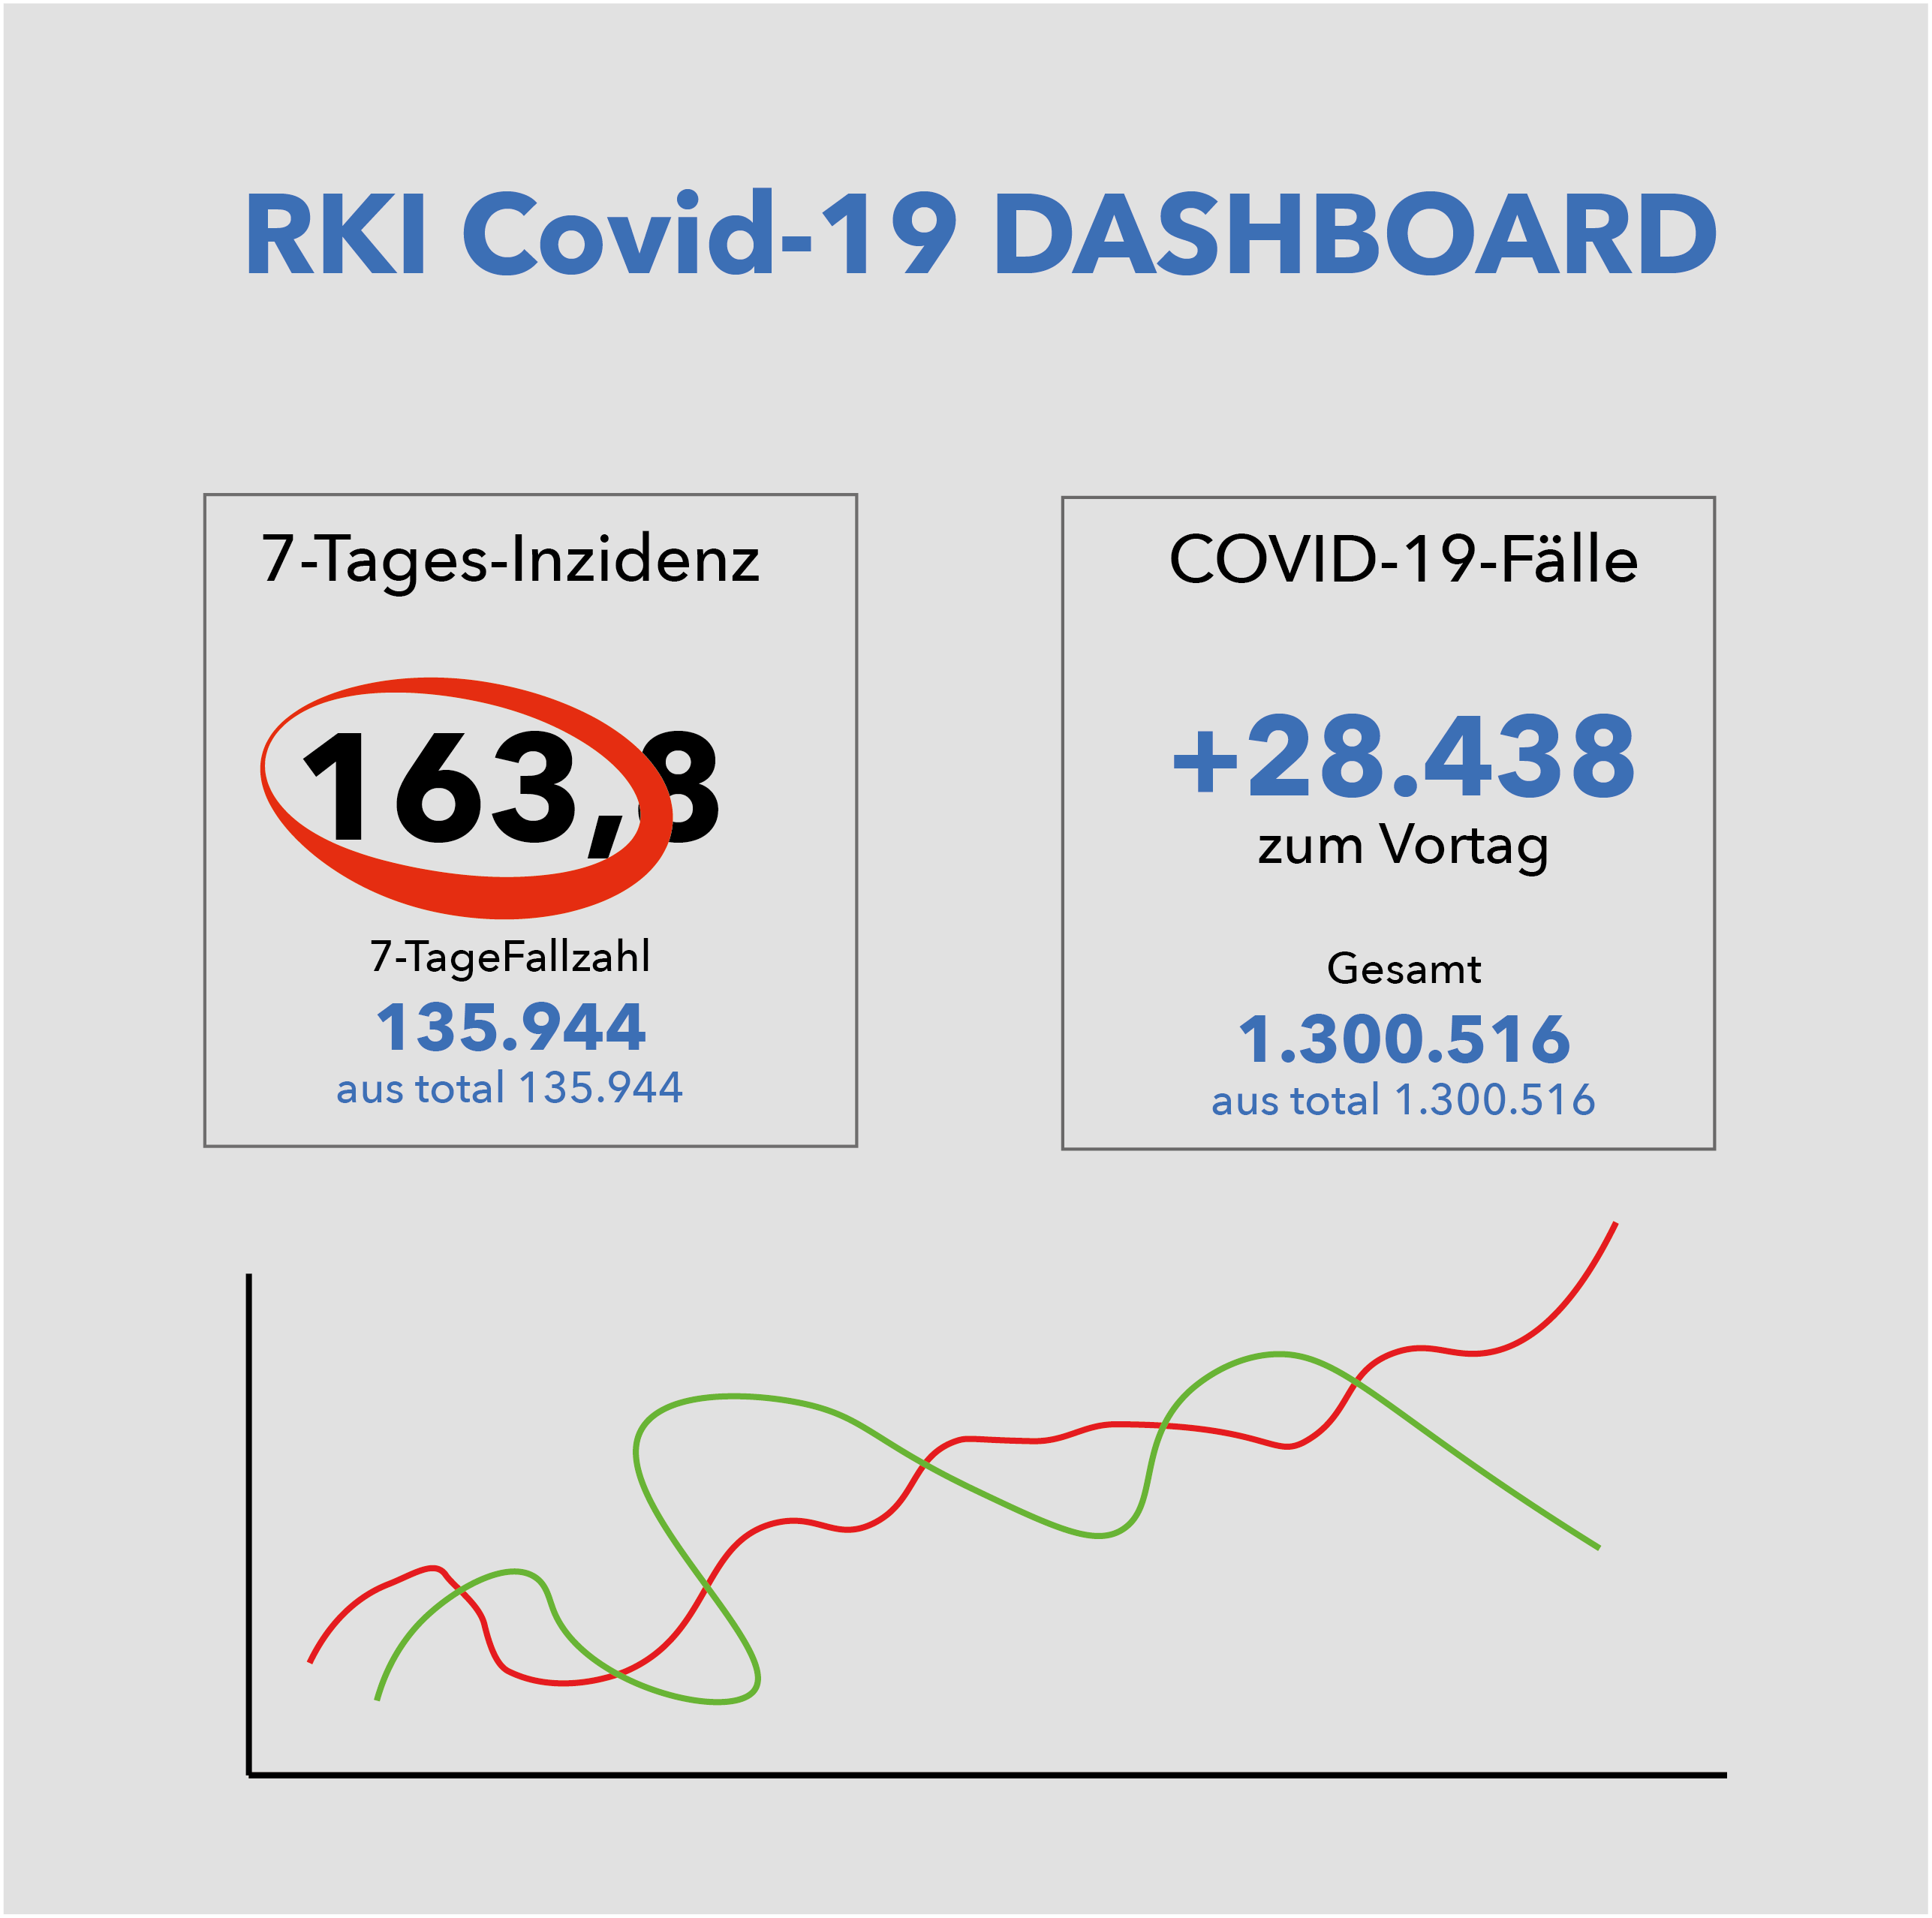 RKI Covid-19 DASHBOARD
7-Tages-Inzidenz
163,8
7-TageFallzahl
135.944
aus total 135.944
COVID-19-Fälle
+28.438
zum Vortag
Gesamt
1.300.516
aus total 1.300.516